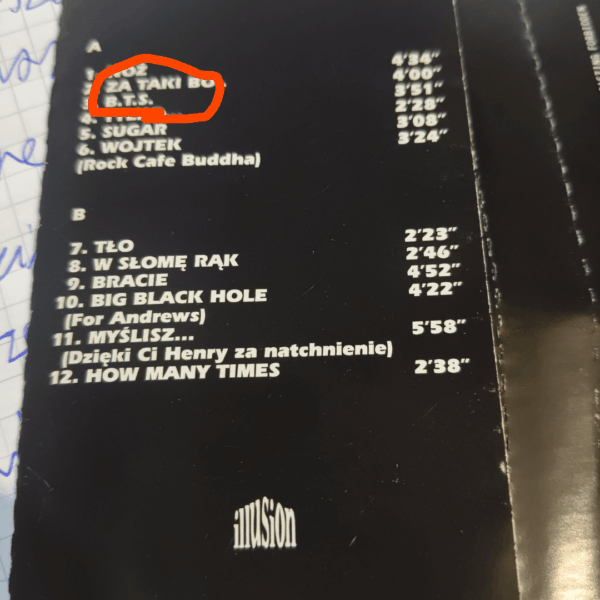 A
1. NÓŻ 4'34"
2. ZA TAKI 4'00"
3. B.T.S. 3'51"
4. 2'28"
5. SUGAR 3'08"
6. WOJTEK 3'24"
(Rock Cafe Buddha)
B
7. TŁO 2'23"
8. W SŁOMĘ RĄK 2'46"
9. BRACIE 4'52"
10. BIG BLACK HOLE 4'22"
(For Andrews)
11. MYŚLISZ... 5'58"
(Dzięki Ci Henry za natchnienie)
12. HOW MANY TIMES 2'38"
illusion